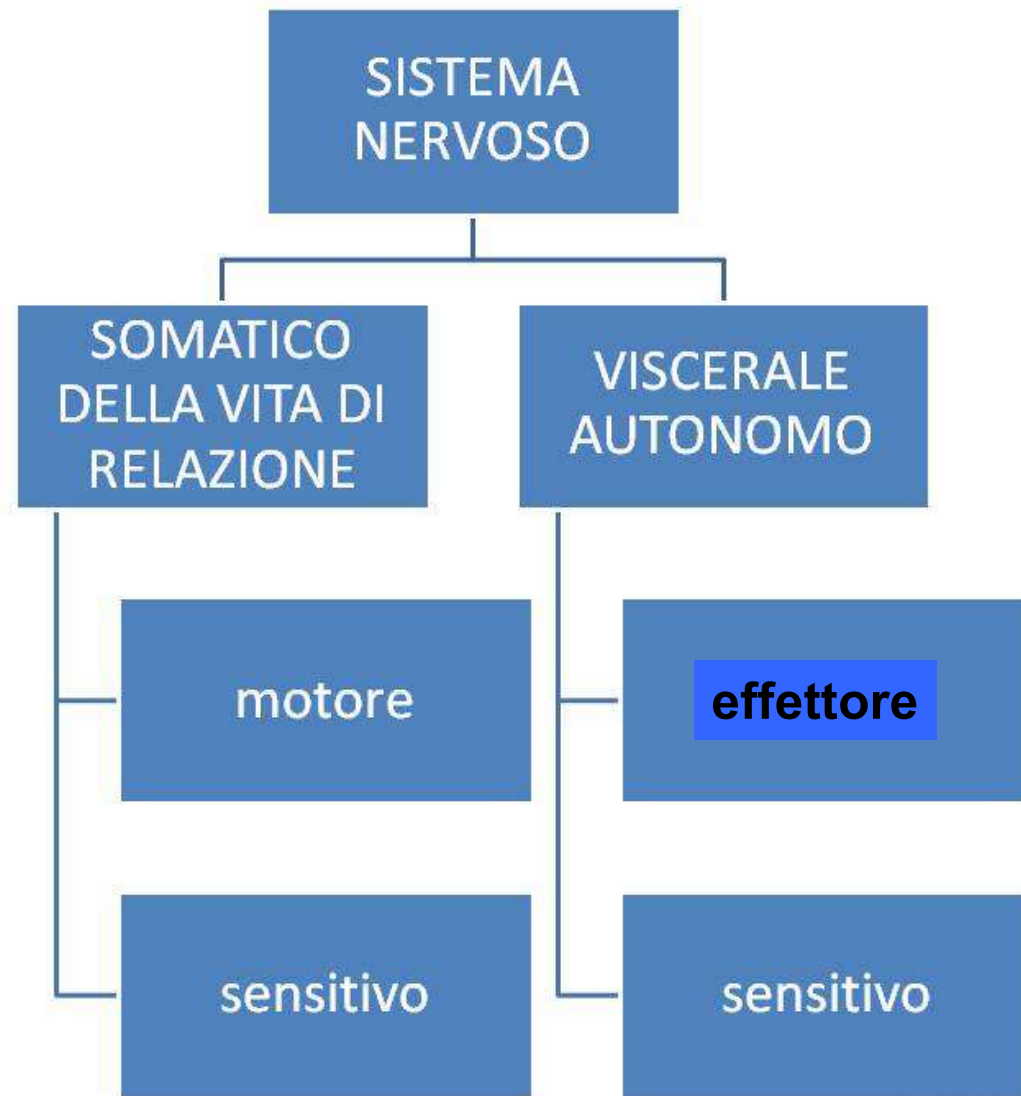 SISTEMA
NERVOSO
SOMATICO
DELLA VITA DI
RELAZIONE
VISCERALE
AUTONOMO
motore
effettore
sensitivo
sensitivo